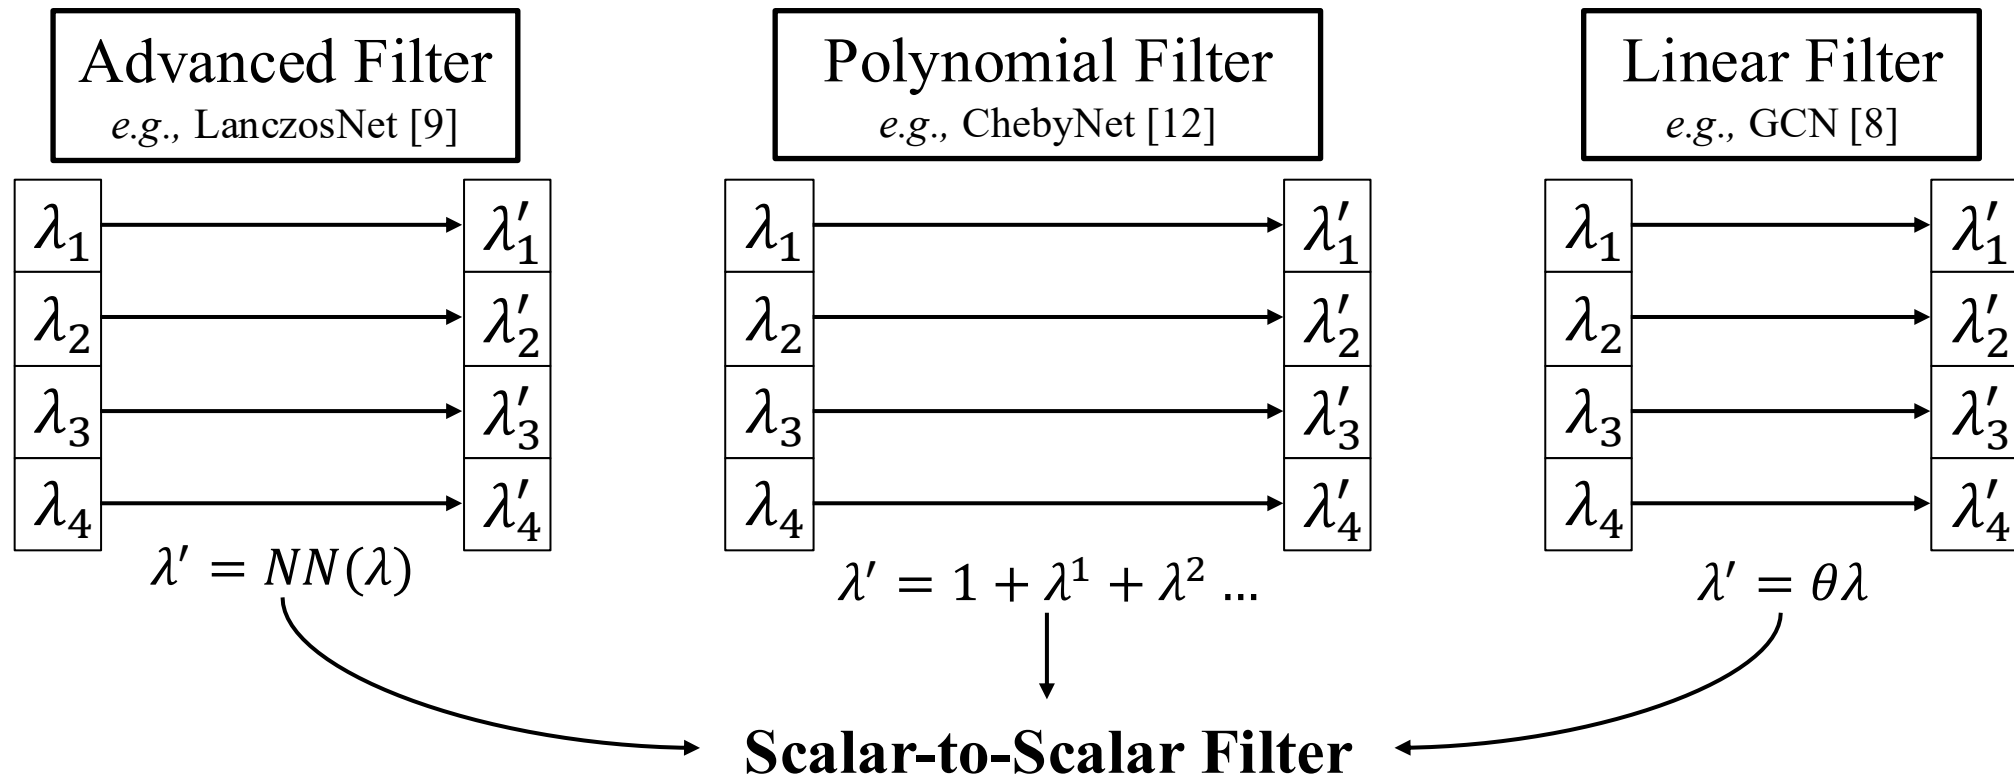 Advanced Filter
e.g., LanczosNet [9]
λ₁ λ′₁
λ₂ λ′₂
λ₃ λ′₃
λ₄ λ′₄
λ′ = NN(λ)
Polynomial Filter
e.g., ChebyNet [12]
λ₁ λ′₁
λ₂ λ′₂
λ₃ λ′₃
λ₄ λ′₄
λ′ = 1 + λ¹ + λ² ...
Linear Filter
e.g., GCN [8]
λ₁ λ′₁
λ₂ λ′₂
λ₃ λ′₃
λ₄ λ′₄
λ′ = θλ
Scalar-to-Scalar Filter